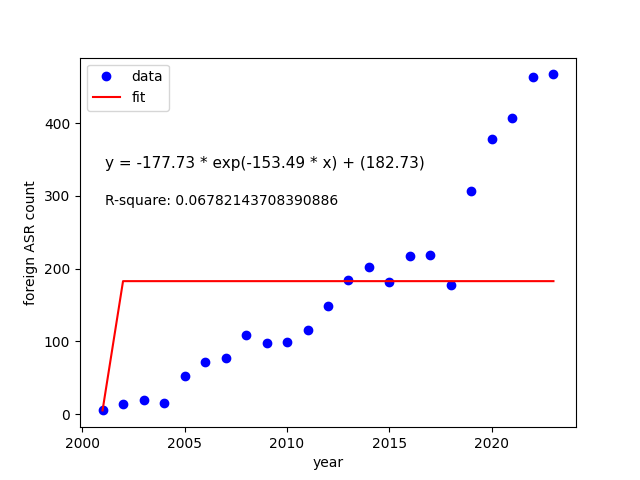 data
fit
y = -177.73 * exp(-153.49 * x) + (182.73)
R-square: 0.06782143708390886
foreign ASR count
400
300
200
100
0
2000
2005
2010
2015
2020
year